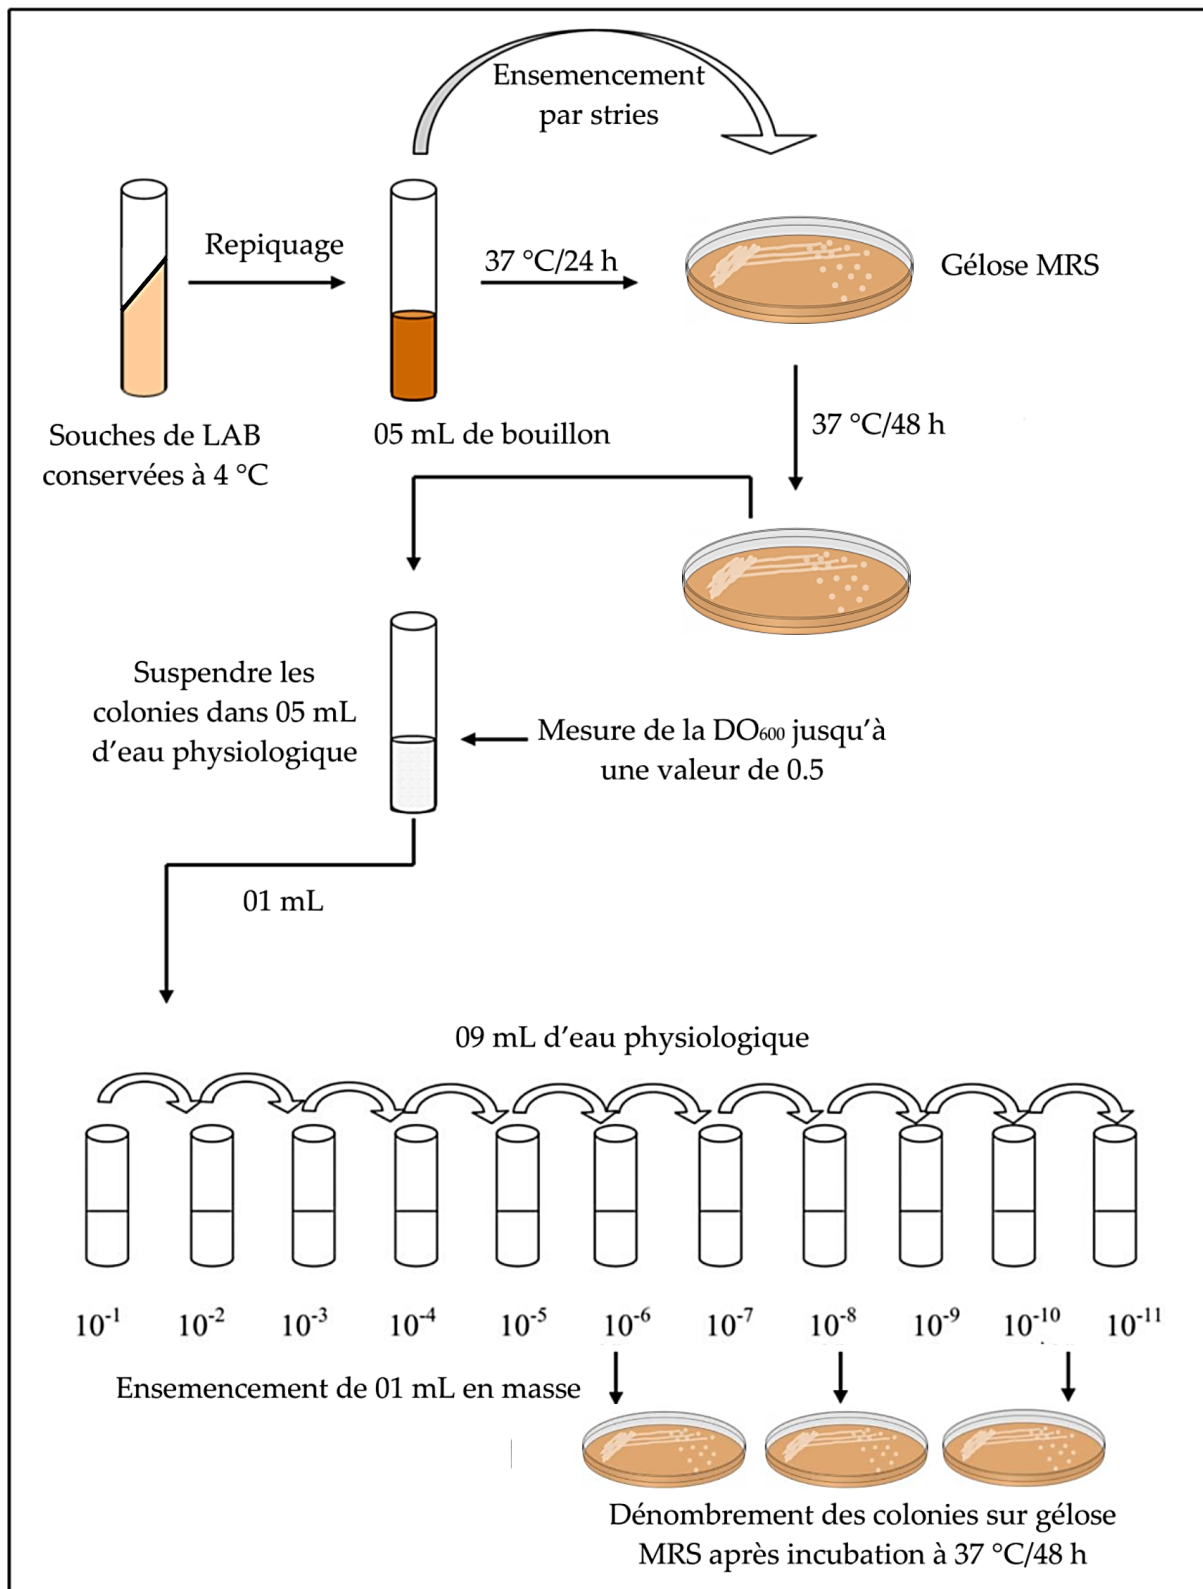 Ensemencement
par stries
Repiquage
37 °C/24 h
Gélose MRS
Souches de LAB
conservées à 4 °C
05 mL de bouillon
37 °C/48 h
Suspendre les
colonies dans 05 mL
d’eau physiologique
Mesure de la DO₆₀₀ jusqu’à
une valeur de 0.5
01 mL
09 mL d’eau physiologique
10⁻¹ 10⁻² 10⁻³ 10⁻⁴ 10⁻⁵ 10⁻⁶ 10⁻⁷ 10⁻⁸ 10⁻⁹ 10⁻¹⁰ 10⁻¹¹
Ensemencement de 01 mL en masse
Dénombrement des colonies sur gélose
MRS après incubation à 37 °C/48 h